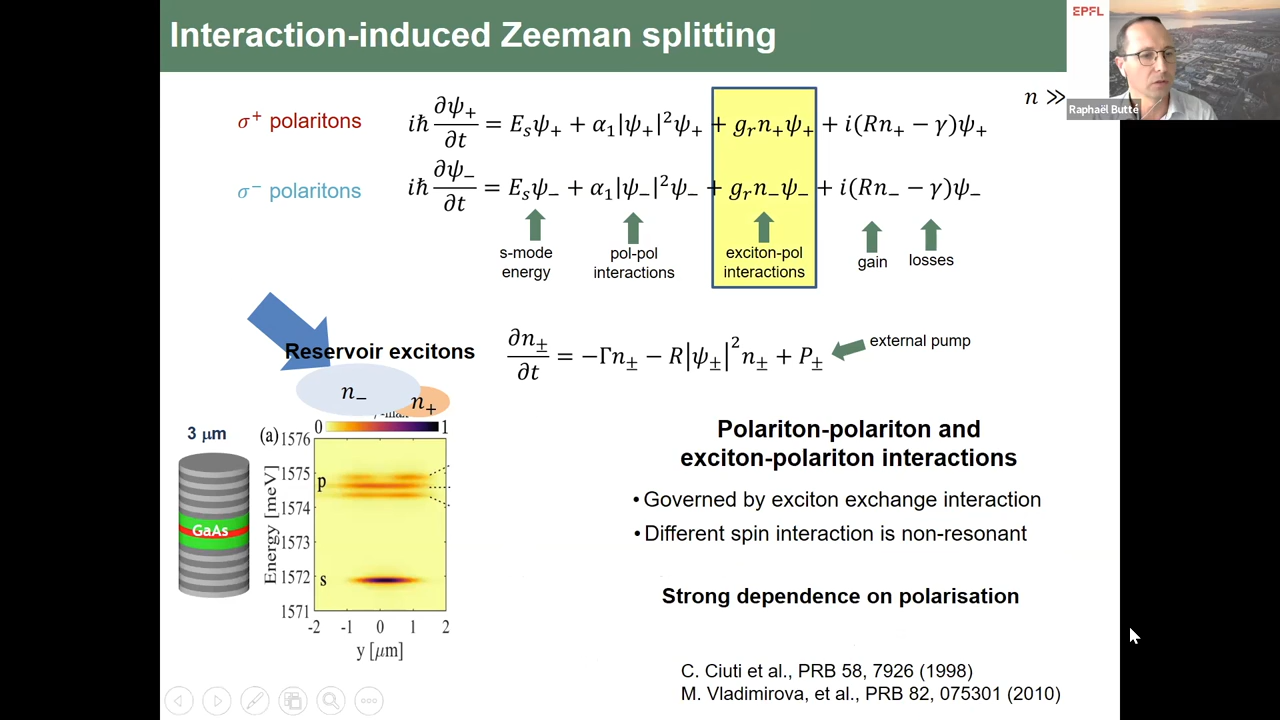 Interaction-induced Zeeman splitting
EPFL
Raphaël Butté
n ≫
σ⁺ polaritons
iħ ∂ψ₊/∂t = Eₛψ₊ + α₁|ψ₊|²ψ₊ + gᵣn₊ψ₊ + i(Rn₊ − γ)ψ₊
σ⁻ polaritons
iħ ∂ψ₋/∂t = Eₛψ₋ + α₁|ψ₋|²ψ₋ + gᵣn₋ψ₋ + i(Rn₋ − γ)ψ₋
s-mode
energy
pol-pol
interactions
exciton-pol
interactions
gain
losses
Reservoir excitons
∂n±/∂t = −Γn± − R|ψ±|²n± + P±
external pump
n₋
n₊
3 µm
GaAs
(a)
0 1
1576
1575
1574
1573
1572
1571
Energy [meV]
p
s
-2 -1 0 1 2
y [µm]
Polariton-polariton and
exciton-polariton interactions
• Governed by exciton exchange interaction
• Different spin interaction is non-resonant
Strong dependence on polarisation
C. Ciuti et al., PRB 58, 7926 (1998)
M. Vladimirova, et al., PRB 82, 075301 (2010)